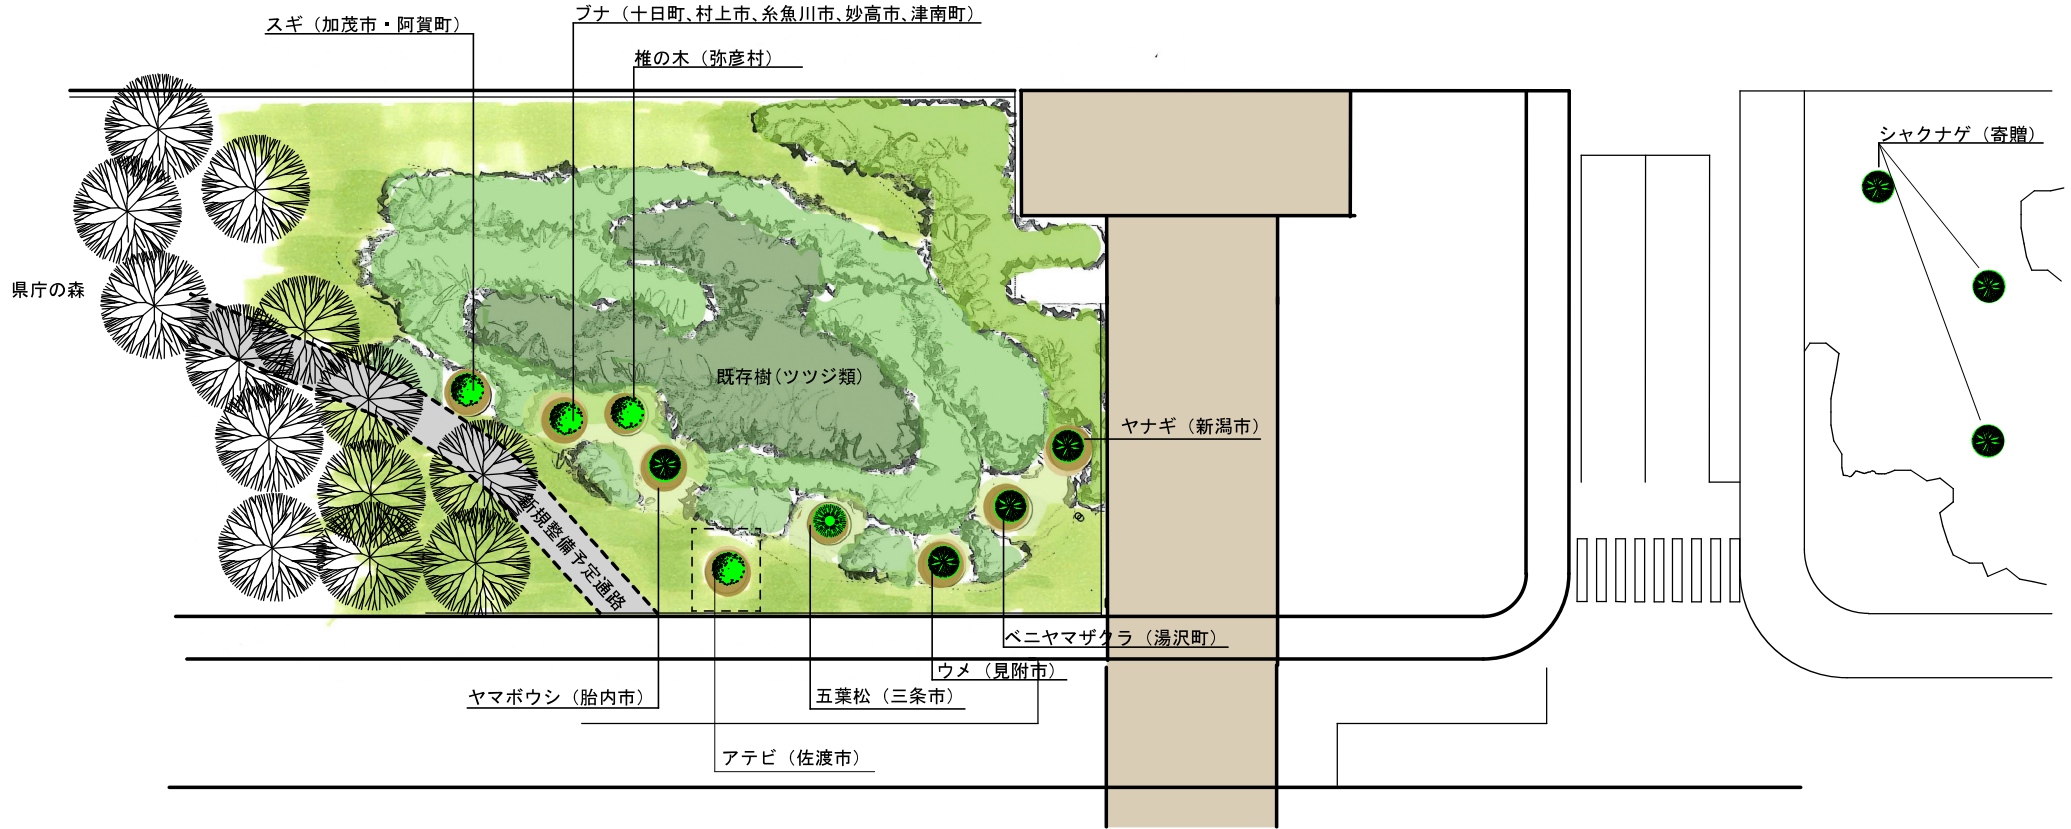 ブナ（十日町、村上市、糸魚川市、妙高市、津南町）
スギ（加茂市・阿賀町）
椎の木（弥彦村）
シャクナゲ（寄贈）
県庁の森
既存樹（ツツジ類）
ヤナギ（新潟市）
新規整備予定通路
ベニヤマザクラ（湯沢町）
ウメ（見附市）
ヤマボウシ（胎内市）
五葉松（三条市）
アテビ（佐渡市）